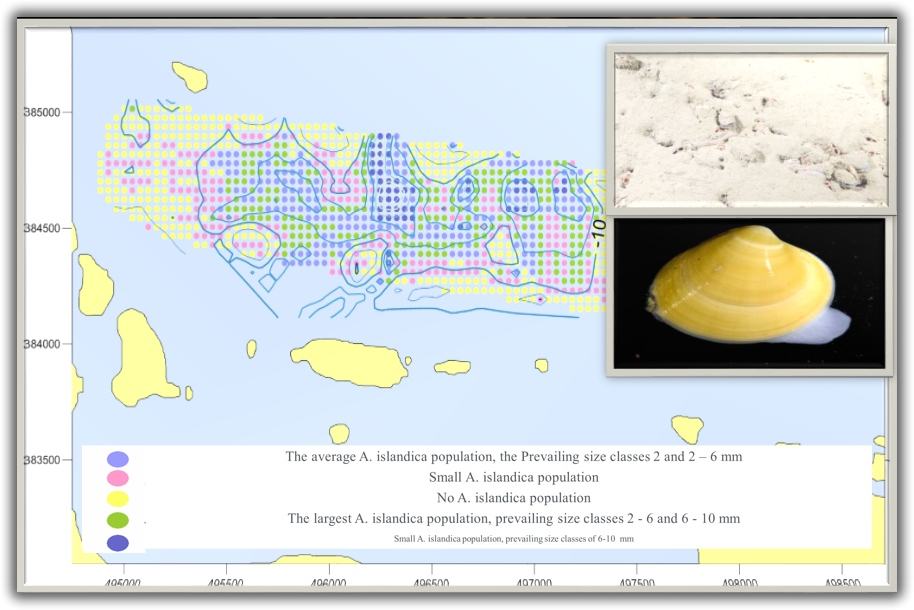 385000
384500
-10
384000
383500
The average A. islandica population, the Prevailing size classes 2 and 2 – 6 mm
Small A. islandica population
No A. islandica population
The largest A. islandica population, prevailing size classes 2 - 6 and 6 - 10 mm
Small A. islandica population, prevailing size classes of 6-10 mm
495000 495500 496000 496500 497000 497500 498000 498500